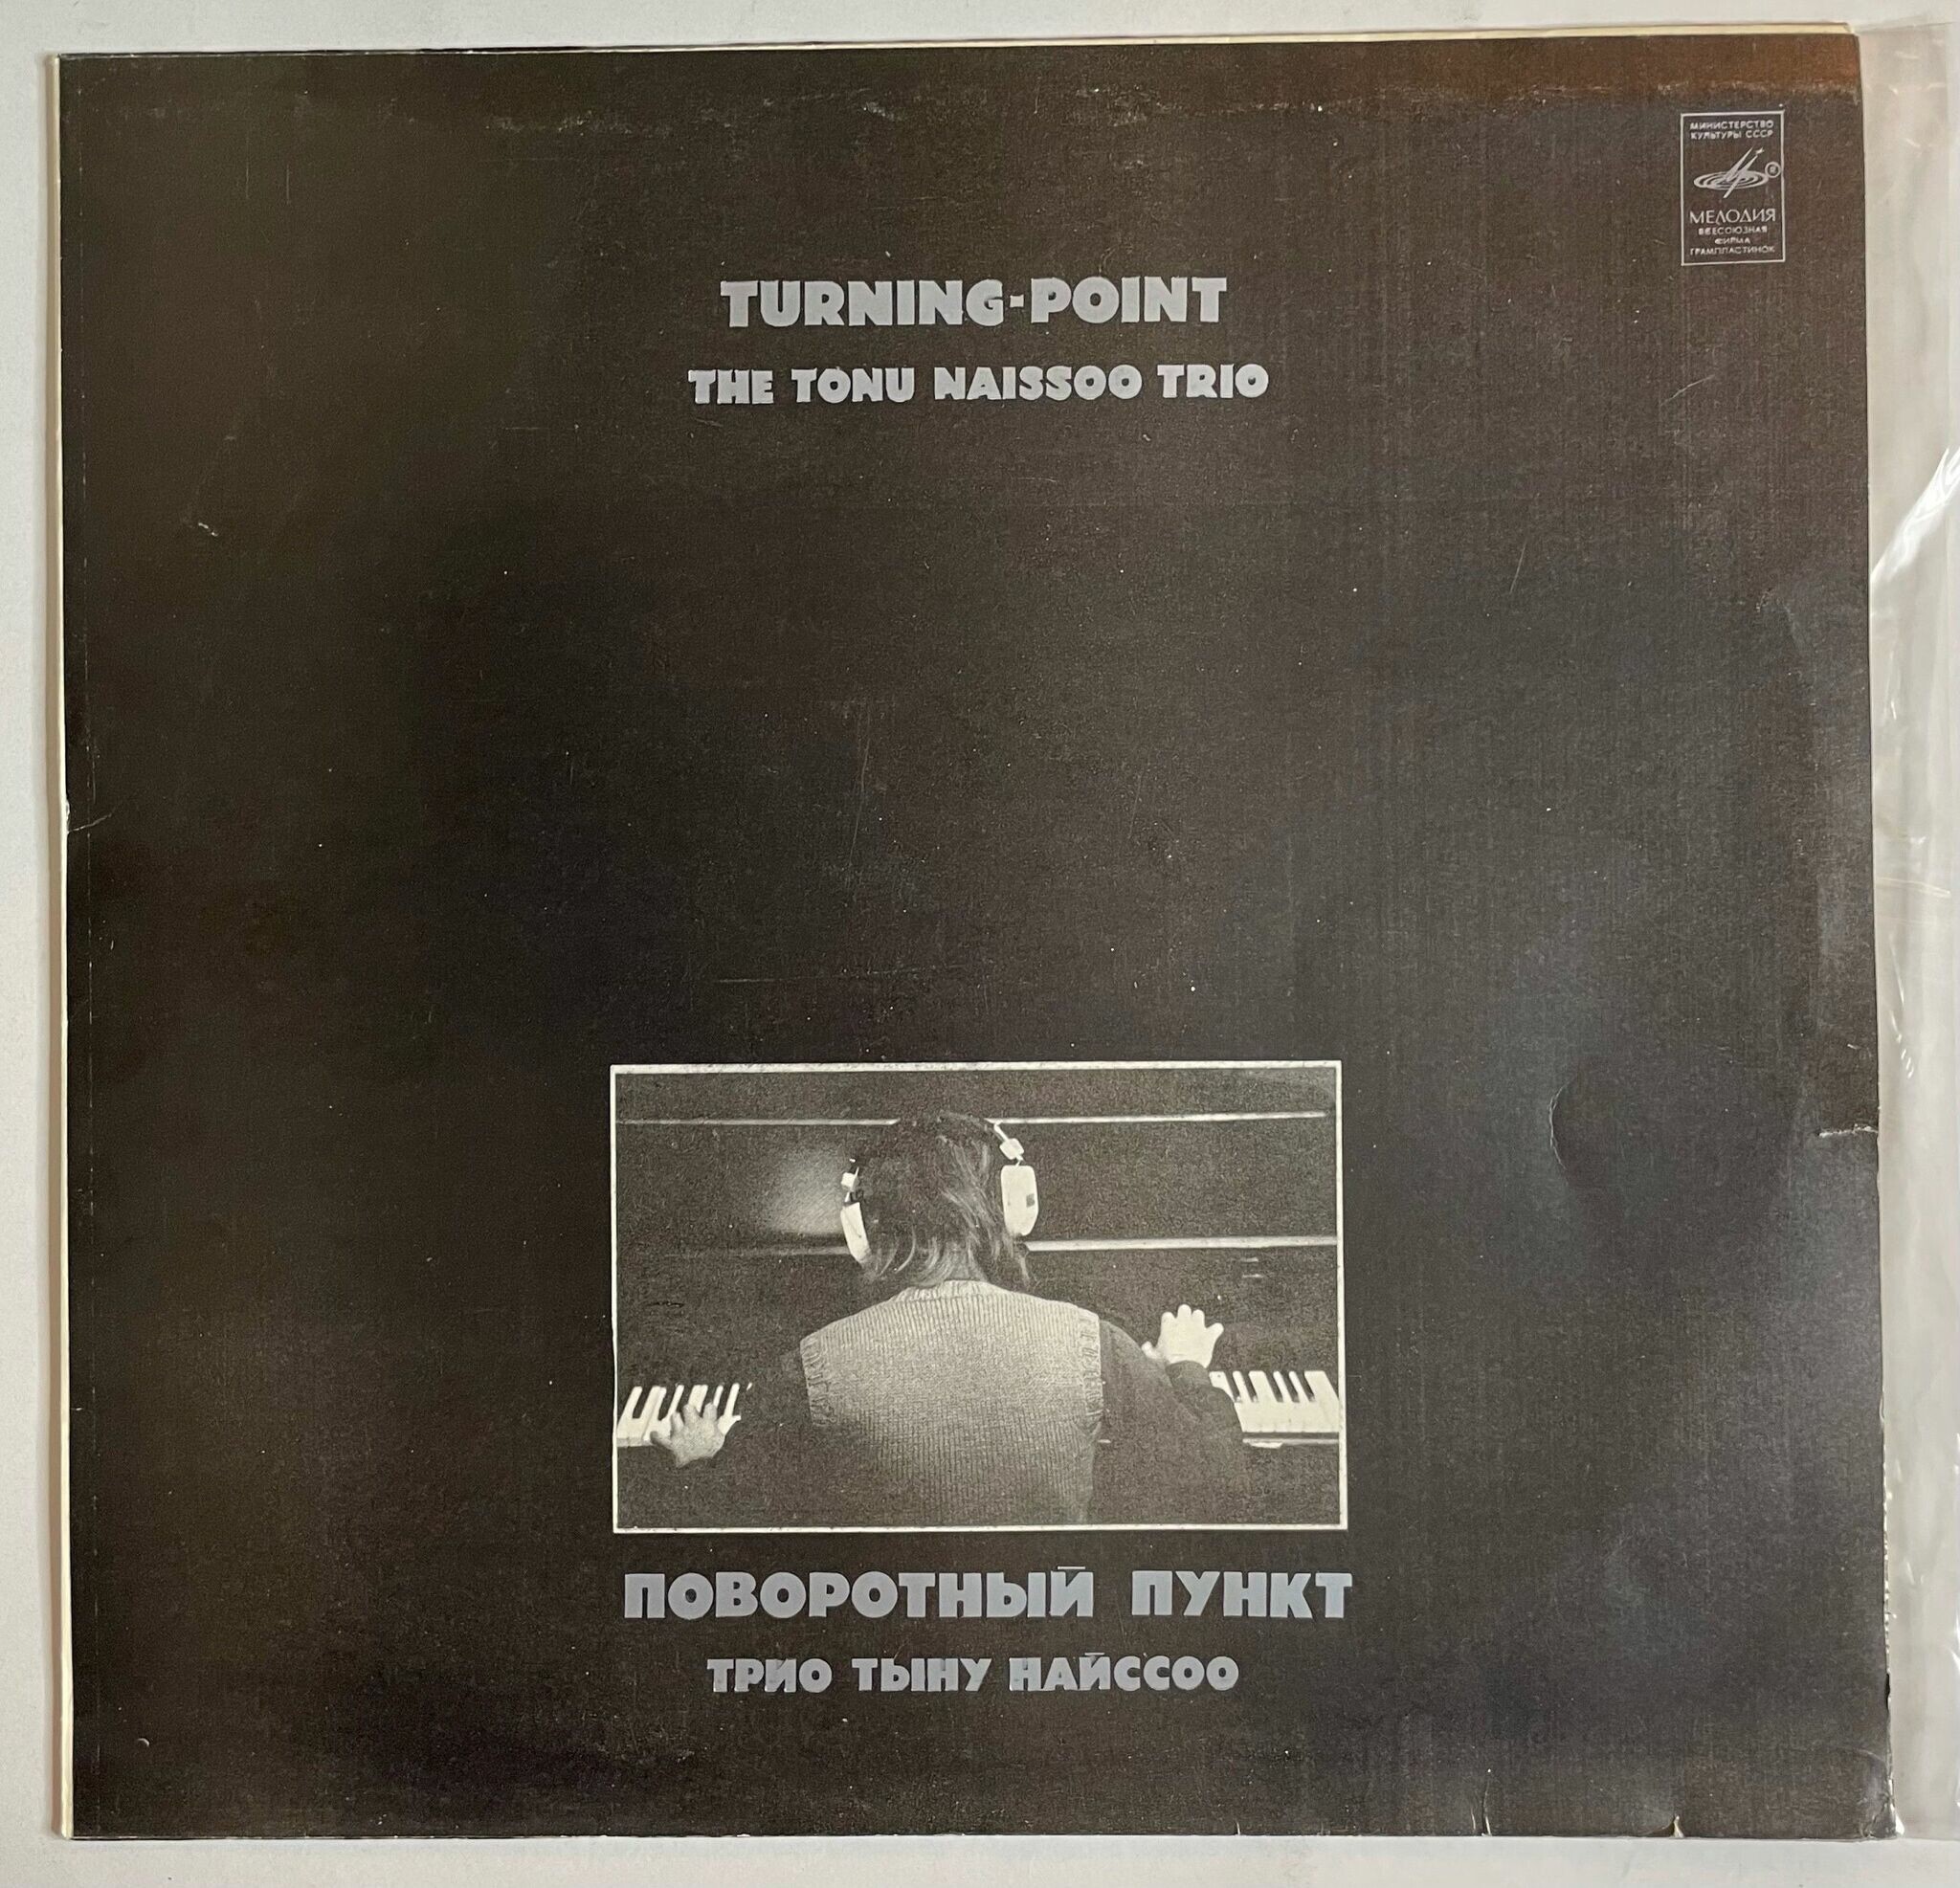 МИНИСТЕРСТВО
КУЛЬТУРЫ СССР
МЕЛОДИЯ
ВСЕСОЮЗНАЯ
ФИРМА
ГРАМПЛАСТИНОК
TURNING-POINT
THE TONU NAISSOO TRIO
ПОВОРОТНЫЙ ПУНКТ
ТРИО ТЫНУ НАЙССОО